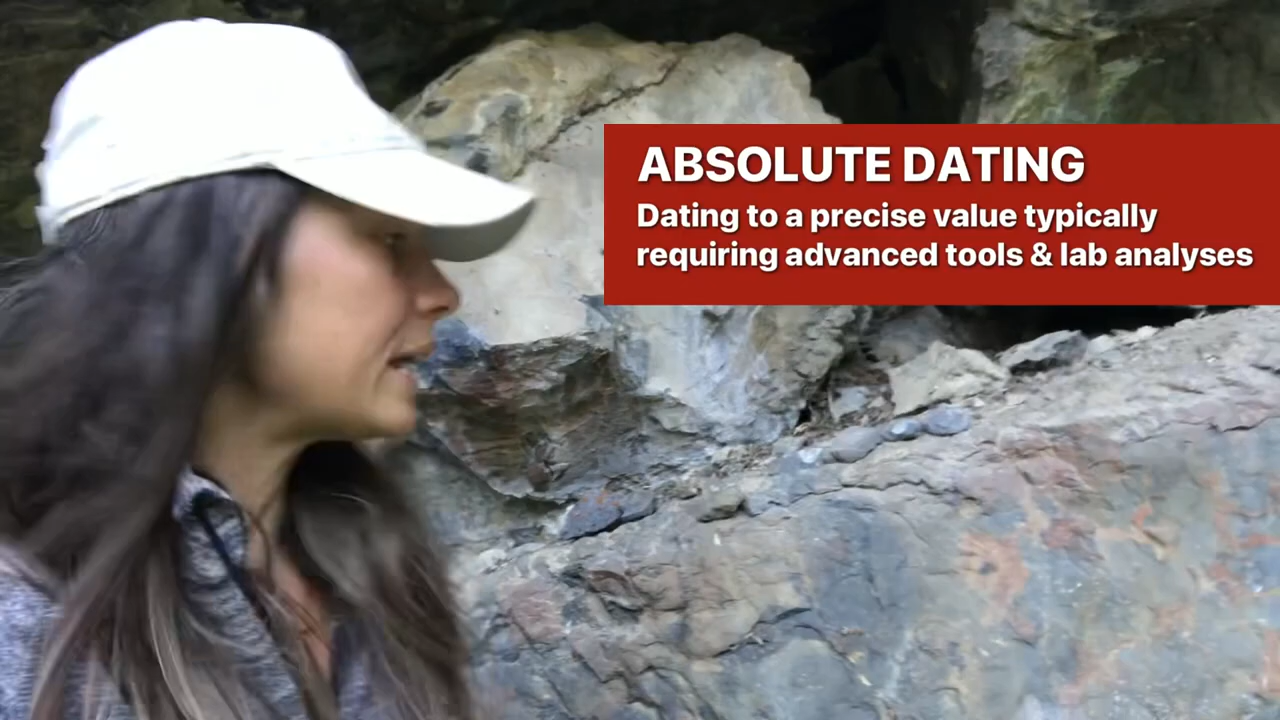 ABSOLUTE DATING
Dating to a precise value typically
requiring advanced tools & lab analyses